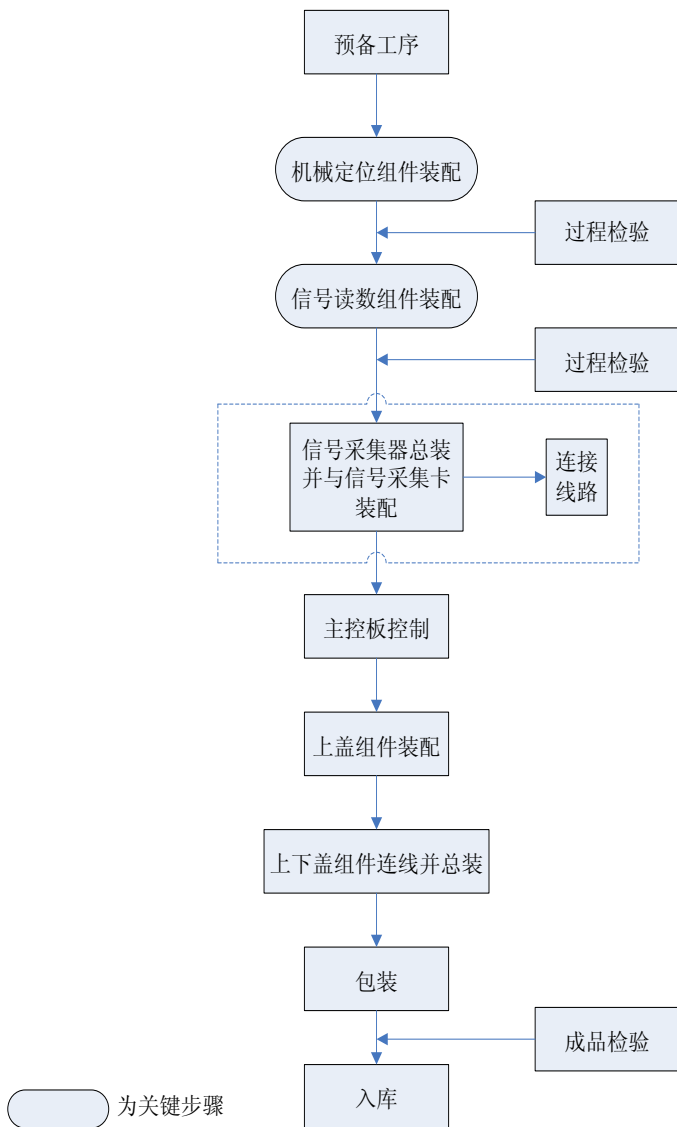 预备工序
机械定位组件装配
过程检验
信号读数组件装配
过程检验
信号采集器总装
并与信号采集卡
装配
连接
线路
主控板控制
上盖组件装配
上下盖组件连线并总装
包装
成品检验
入库
为关键步骤